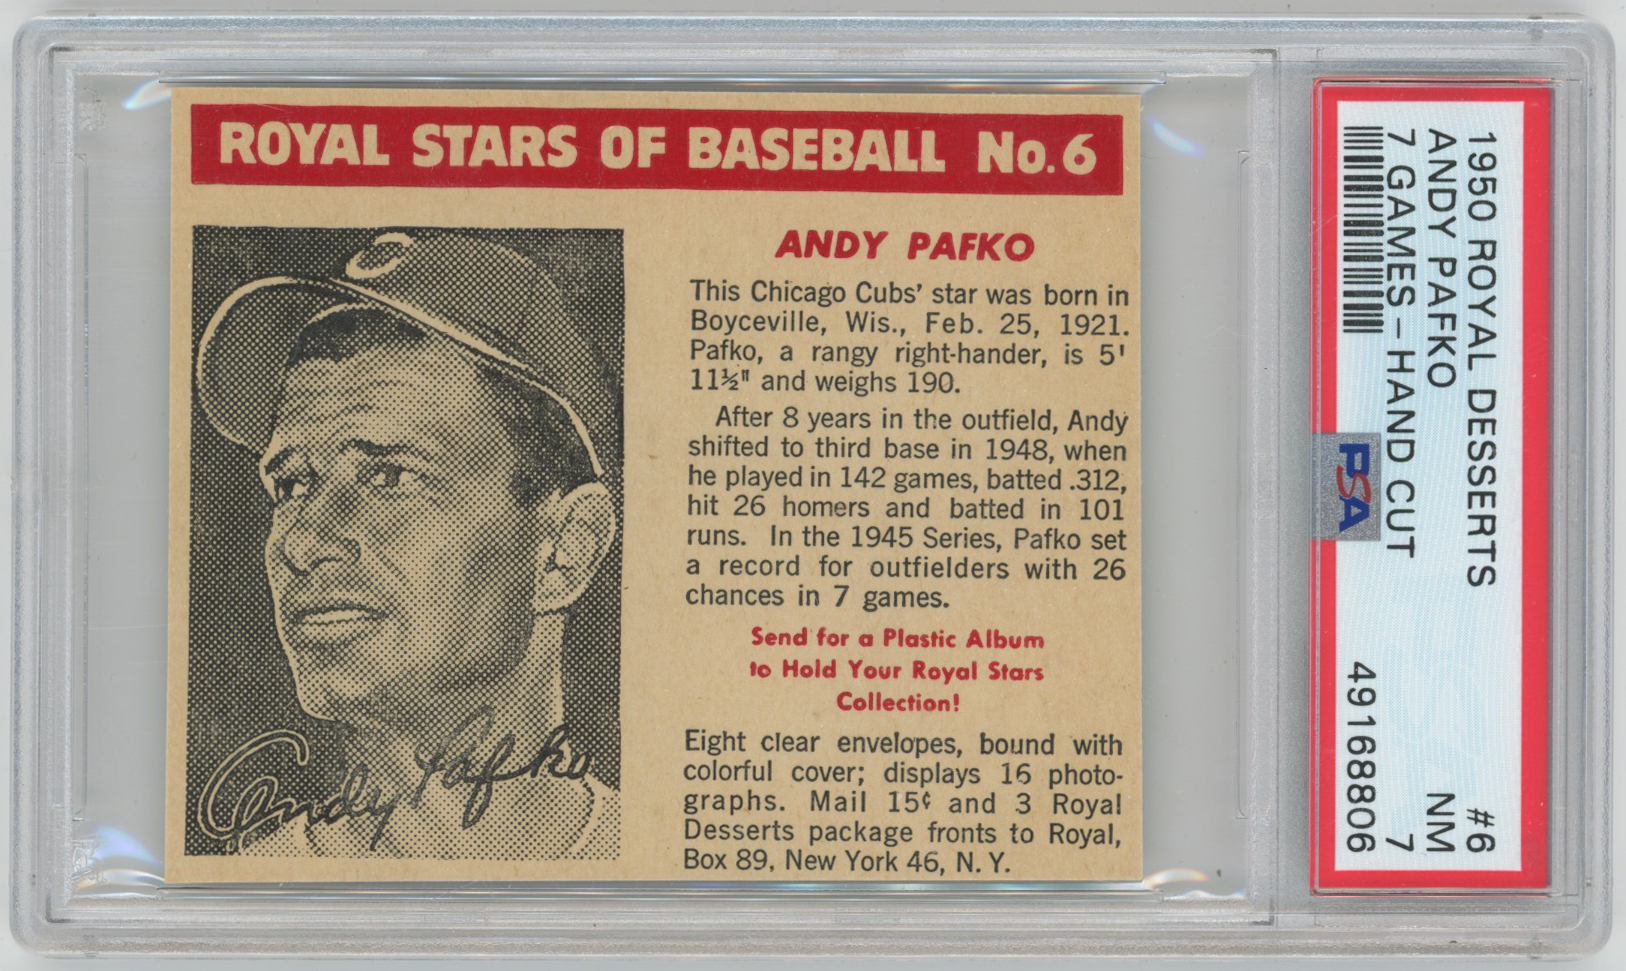 ROYAL STARS OF BASEBALL No. 6
ANDY PAFKO
This Chicago Cubs' star was born in
Boyceville, Wis., Feb. 25, 1921.
Pafko, a rangy right-hander, is 5'
11½" and weighs 190.
After 8 years in the outfield, Andy
shifted to third base in 1948, when
he played in 142 games, batted .312,
hit 26 homers and batted in 101
runs. In the 1945 Series, Pafko set
a record for outfielders with 26
chances in 7 games.
Send for a Plastic Album
to Hold Your Royal Stars
Collection!
Eight clear envelopes, bound with
colorful cover; displays 16 photo-
graphs. Mail 15¢ and 3 Royal
Desserts package fronts to Royal,
Box 89, New York 46, N. Y.
Andy Pafko
C
1950 ROYAL DESSERTS #6
ANDY PAFKO NM
7 GAMES-HAND CUT 7
49168806
PSA